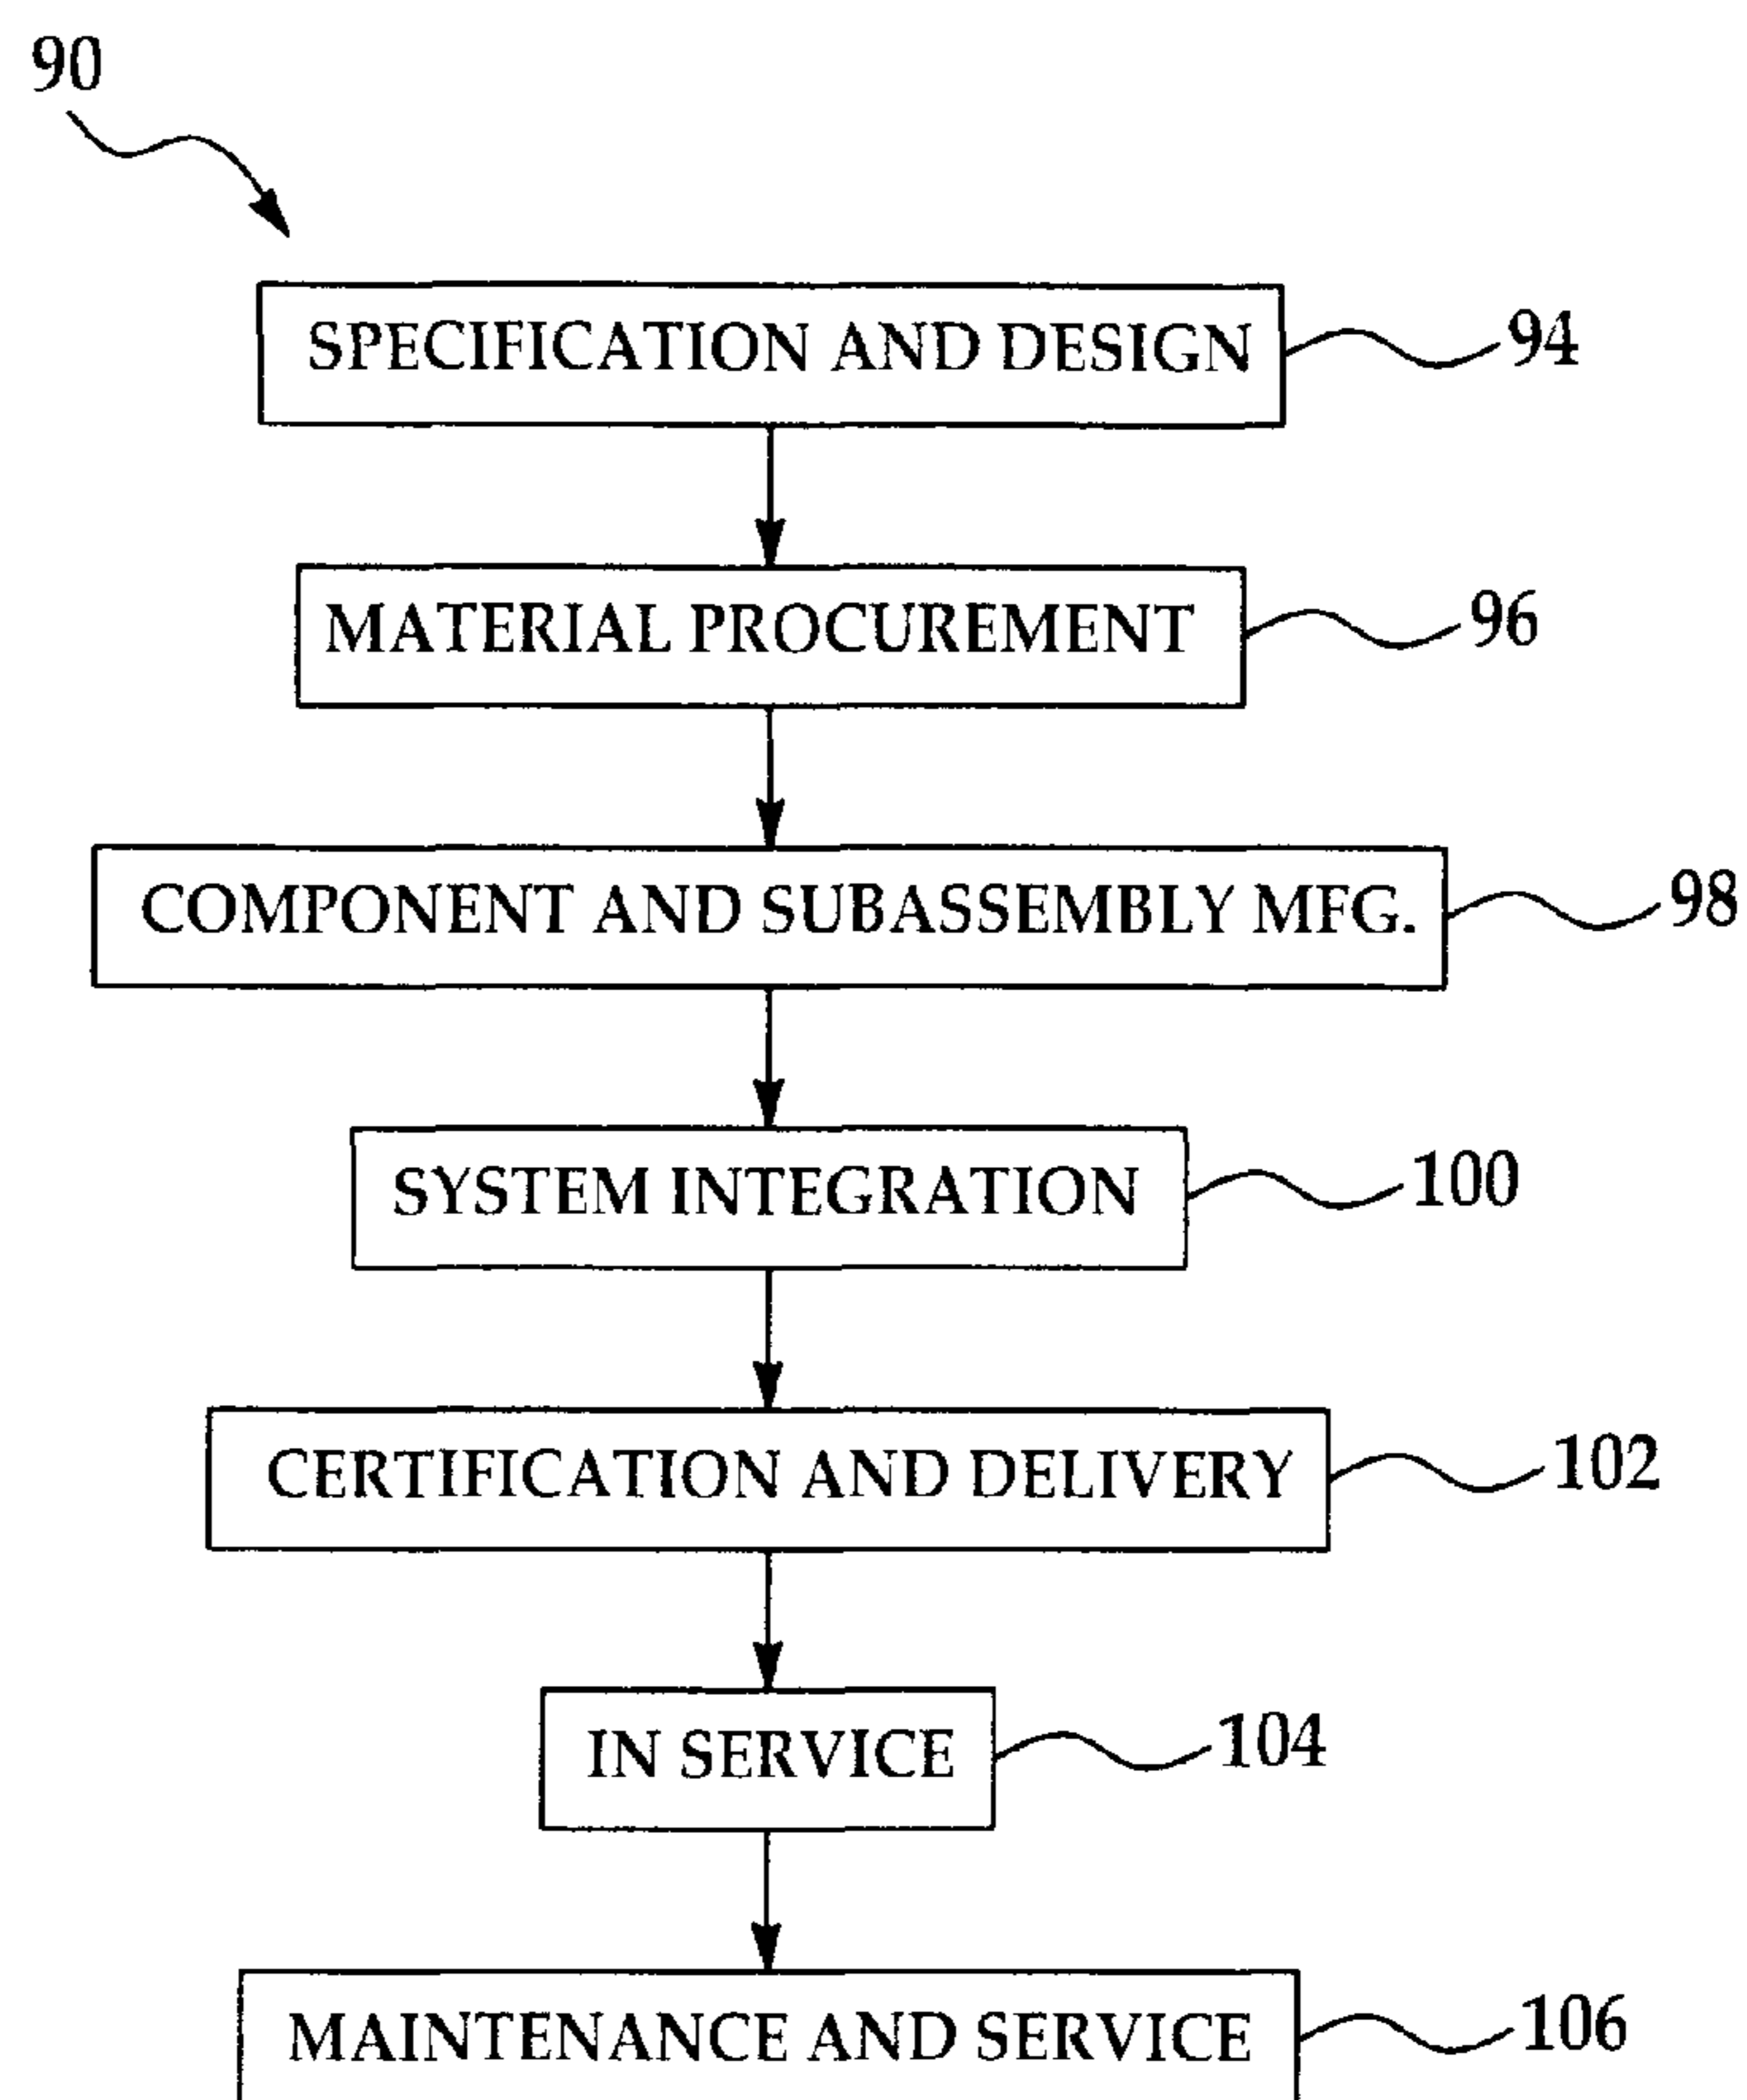 90
SPECIFICATION AND DESIGN 94
MATERIAL PROCUREMENT 96
COMPONENT AND SUBASSEMBLY MFG. 98
SYSTEM INTEGRATION 100
CERTIFICATION AND DELIVERY 102
IN SERVICE 104
MAINTENANCE AND SERVICE 106